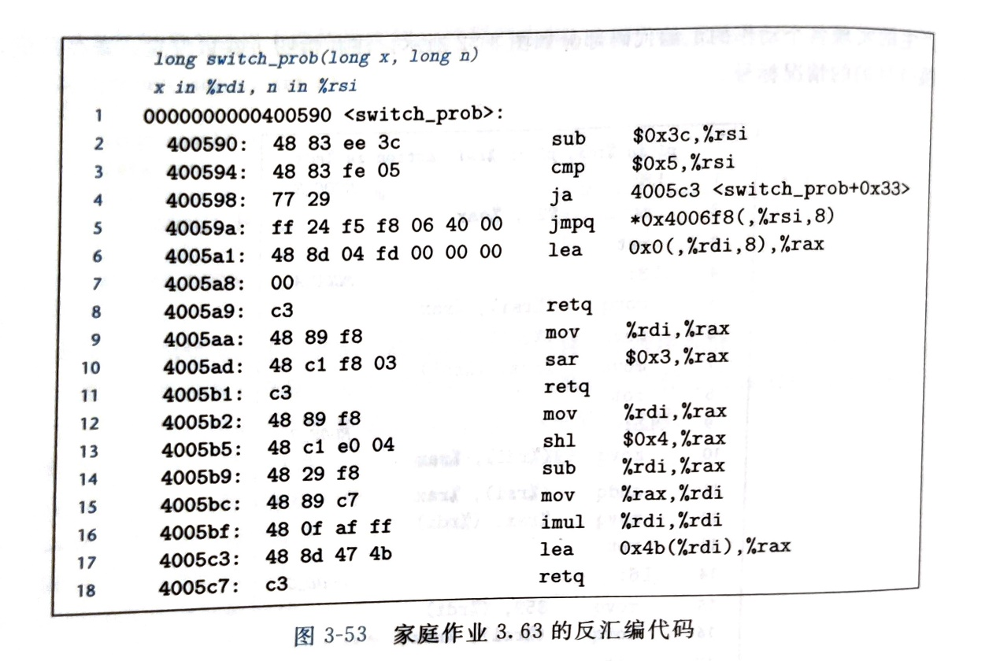 long switch_prob(long x, long n)
x in %rdi, n in %rsi
1 0000000000400590 <switch_prob>:
2 400590: 48 83 ee 3c sub $0x3c,%rsi
3 400594: 48 83 fe 05 cmp $0x5,%rsi
4 400598: 77 29 ja 4005c3 <switch_prob+0x33>
5 40059a: ff 24 f5 f8 06 40 00 jmpq *0x4006f8(,%rsi,8)
6 4005a1: 48 8d 04 fd 00 00 00 lea 0x0(,%rdi,8),%rax
7 4005a8: 00
8 4005a9: c3 retq
9 4005aa: 48 89 f8 mov %rdi,%rax
10 4005ad: 48 c1 f8 03 sar $0x3,%rax
11 4005b1: c3 retq
12 4005b2: 48 89 f8 mov %rdi,%rax
13 4005b5: 48 c1 e0 04 shl $0x4,%rax
14 4005b9: 48 29 f8 sub %rdi,%rax
15 4005bc: 48 89 c7 mov %rax,%rdi
16 4005bf: 48 0f af ff imul %rdi,%rdi
17 4005c3: 48 8d 47 4b lea 0x4b(%rdi),%rax
18 4005c7: c3 retq
图 3-53 家庭作业 3.63 的反汇编代码